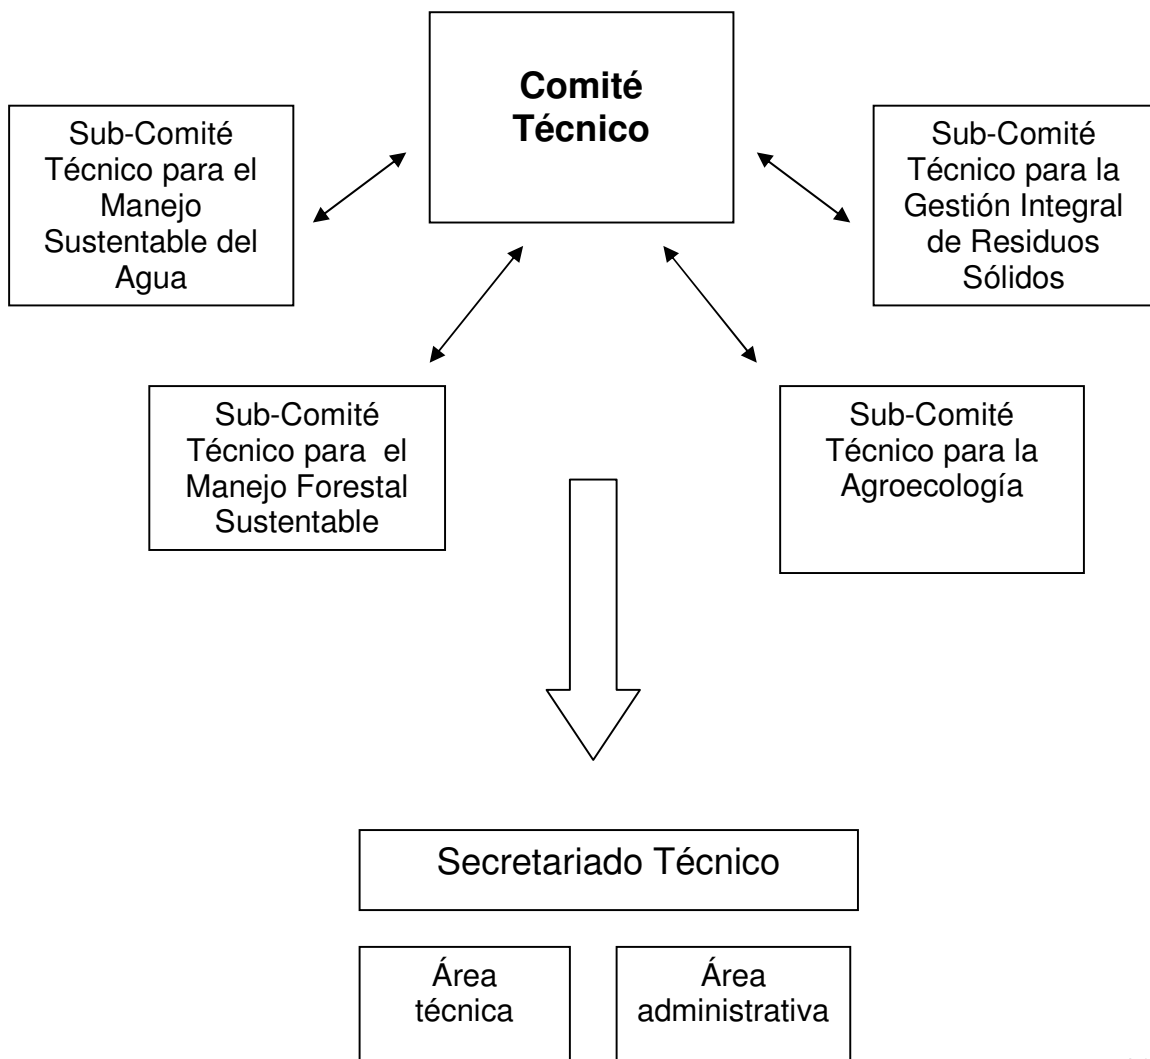 Comité
Técnico
Sub-Comité
Técnico para el
Manejo
Sustentable del
Agua
Sub-Comité
Técnico para la
Gestión Integral
de Residuos
Sólidos
Sub-Comité
Técnico para  el
Manejo Forestal
Sustentable
Sub-Comité
Técnico para la
Agroecología
Secretariado Técnico
Área
técnica
Área
administrativa